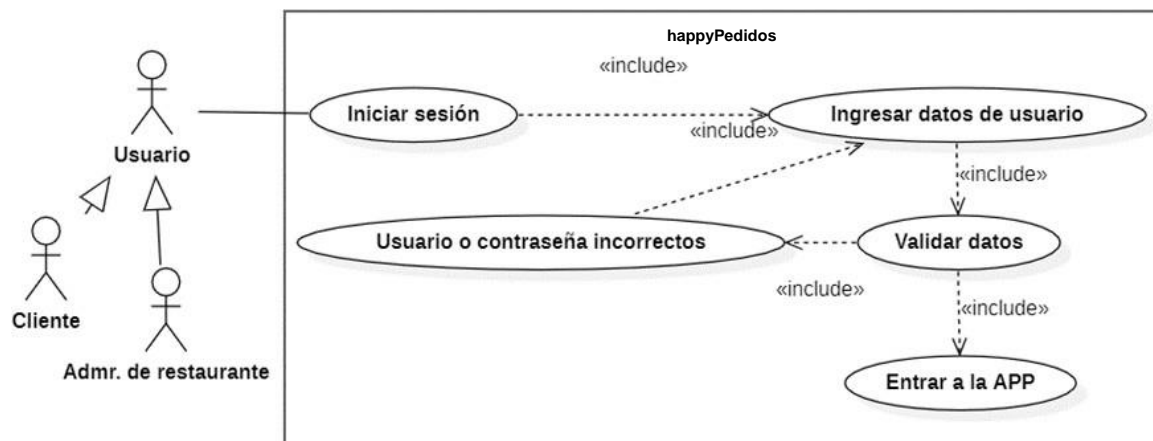 happyPedidos
«include»
Iniciar sesión
Ingresar datos de usuario
«include»
Usuario
«include»
Usuario o contraseña incorrectos
Validar datos
«include»
«include»
Cliente
Admr. de restaurante
Entrar a la APP